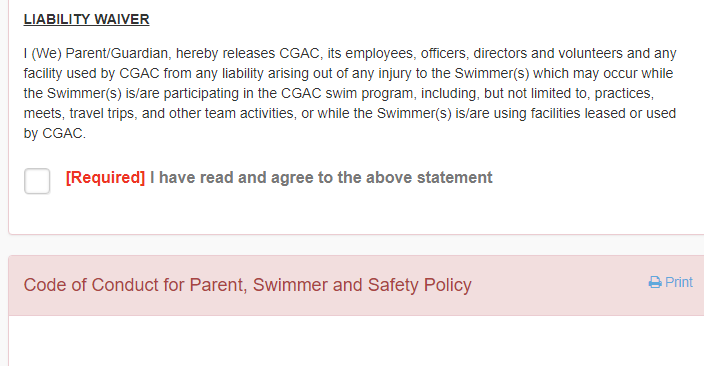 LIABILITY WAIVER
I (We) Parent/Guardian, hereby releases CGAC, its employees, officers, directors and volunteers and any
facility used by CGAC from any liability arising out of any injury to the Swimmer(s) which may occur while
the Swimmer(s) is/are participating in the CGAC swim program, including, but not limited to, practices,
meets, travel trips, and other team activities, or while the Swimmer(s) is/are using facilities leased or used
by CGAC.
[Required] I have read and agree to the above statement
Code of Conduct for Parent, Swimmer and Safety Policy
Print